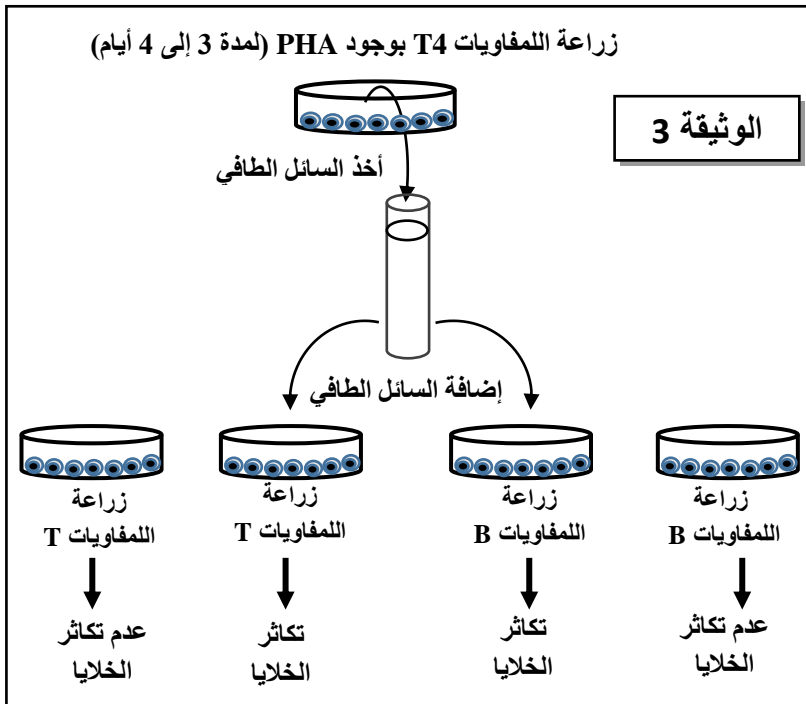 زراعة اللمفاويات T4 بوجود PHA (لمدة 3 إلى 4 أيام)
الوثيقة 3
أخذ السائل الطافي
إضافة السائل الطافي
زراعة
اللمفاويات B
زراعة
اللمفاويات B
زراعة
اللمفاويات T
زراعة
اللمفاويات T
عدم تكاثر
الخلايا
تكاثر
الخلايا
تكاثر
الخلايا
عدم تكاثر
الخلايا